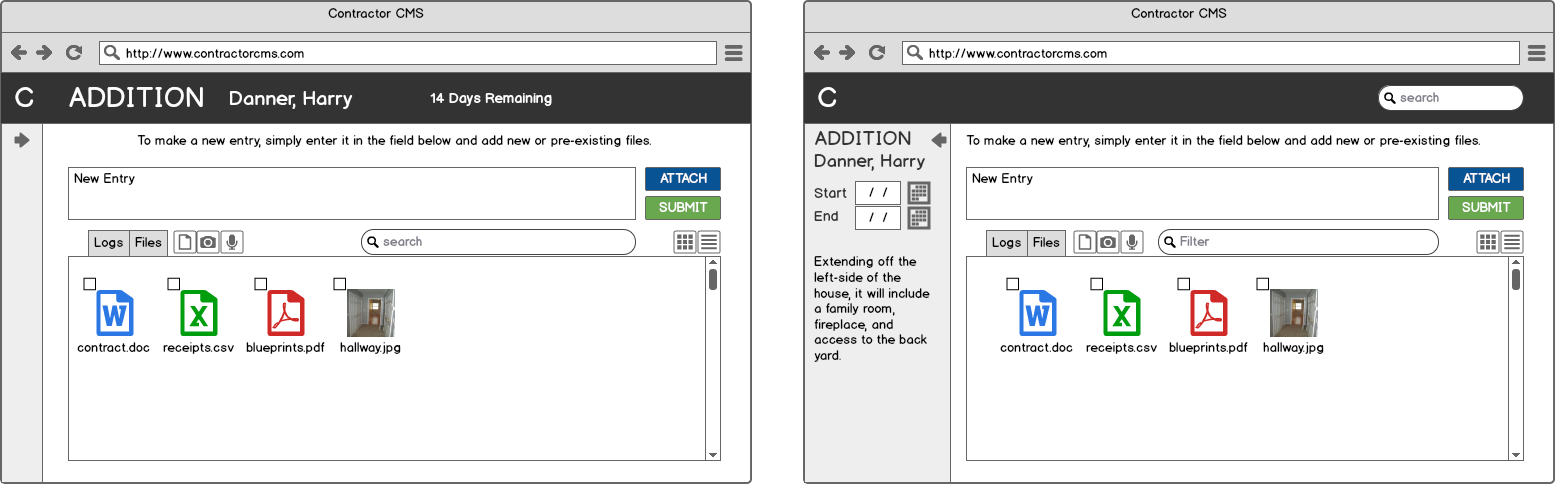 Contractor CMS
http://www.contractorcms.com
C ADDITION Danner, Harry 14 Days Remaining
To make a new entry, simply enter it in the field below and add new or pre-existing files.
New Entry
ATTACH
SUBMIT
Logs Files search
contract.doc receipts.csv blueprints.pdf hallway.jpg
Contractor CMS
http://www.contractorcms.com
C search
ADDITION
Danner, Harry
Start / /
End / /
Extending off the
left-side of the
house, it will include
a family room,
fireplace, and
access to the back
yard.
To make a new entry, simply enter it in the field below and add new or pre-existing files.
New Entry
ATTACH
SUBMIT
Logs Files Filter
contract.doc receipts.csv blueprints.pdf hallway.jpg